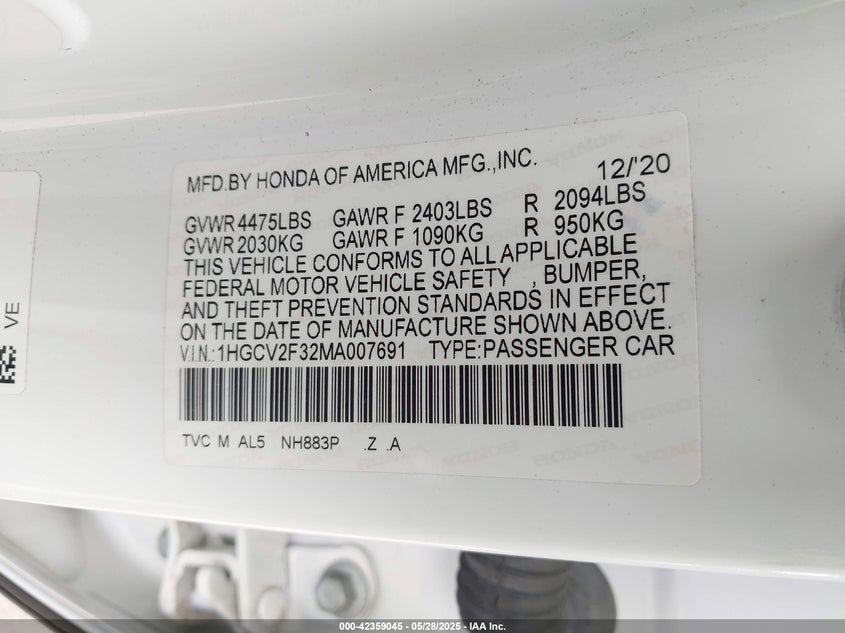 MFD.BY HONDA OF AMERICA MFG.,INC. 12/'20
GVWR 4475LBS GAWR F 2403LBS R 2094LBS
GVWR 2030KG GAWR F 1090KG R 950KG
THIS VEHICLE CONFORMS TO ALL APPLICABLE
FEDERAL MOTOR VEHICLE SAFETY , BUMPER,
AND THEFT PREVENTION STANDARDS IN EFFECT
ON THE DATE OF MANUFACTURE SHOWN ABOVE.
V.I.N.:1HGCV2F32MA007691 TYPE:PASSENGER CAR
TVC M AL5 NH883P .Z .A
VE
HONDA HONDA HONDA
000-42359045 - 05/28/2025 - IAA Inc.